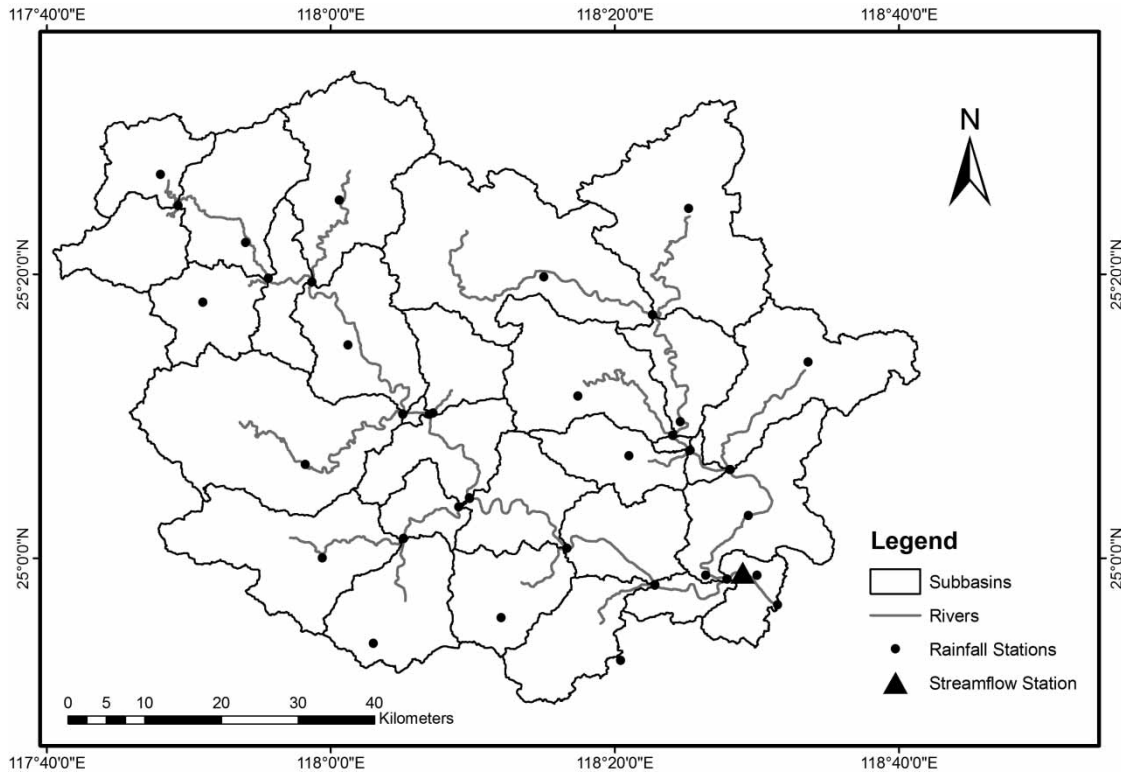 117°40'0"E 118°0'0"E 118°20'0"E 118°40'0"E
N
25°20'0"N 25°20'0"N
25°0'0"N 25°0'0"N
Legend
Subbasins
Rivers
Rainfall Stations
Streamflow Station
0 5 10 20 30 40
Kilometers
117°40'0"E 118°0'0"E 118°20'0"E 118°40'0"E